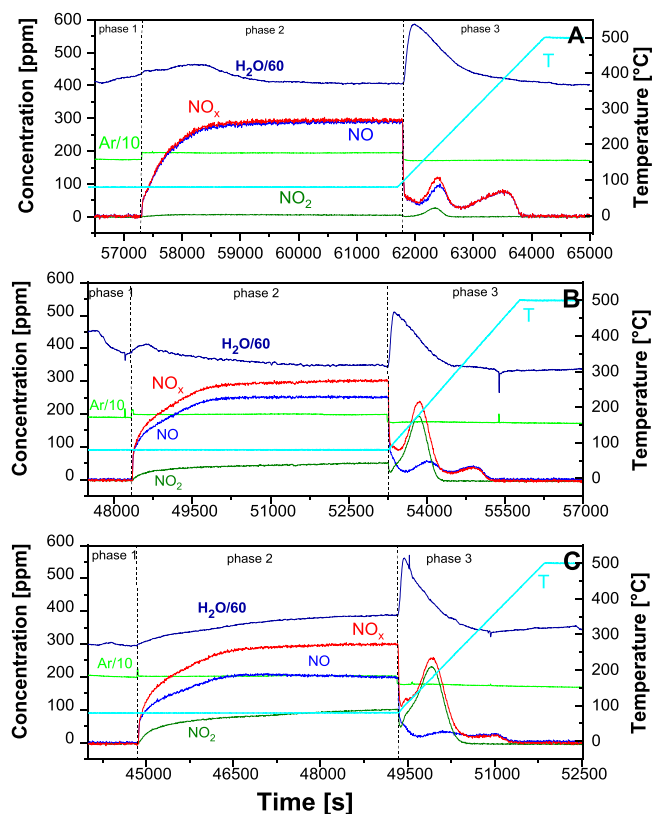 phase 1 phase 2 phase 3 A
Concentration [ppm]
600
500
400
300
200
100
0
H₂O/60
NOₓ
NO
Ar/10
NO₂
T
500
400
300
200
100
0
Temperature [°C]
57000 58000 59000 60000 61000 62000 63000 64000 65000
phase 1 phase 2 phase 3 B
Concentration [ppm]
600
500
400
300
200
100
0
H₂O/60
NOₓ
Ar/10
NO
NO₂
T
500
400
300
200
100
0
Temperature [°C]
48000 49500 51000 52500 54000 55500 57000
phase 1 phase 2 phase 3 C
Concentration [ppm]
600
500
400
300
200
100
0
H₂O/60
NOₓ
Ar/10
NO
NO₂
T
500
400
300
200
100
0
Temperature [°C]
45000 46500 48000 49500 51000 52500
Time [s]